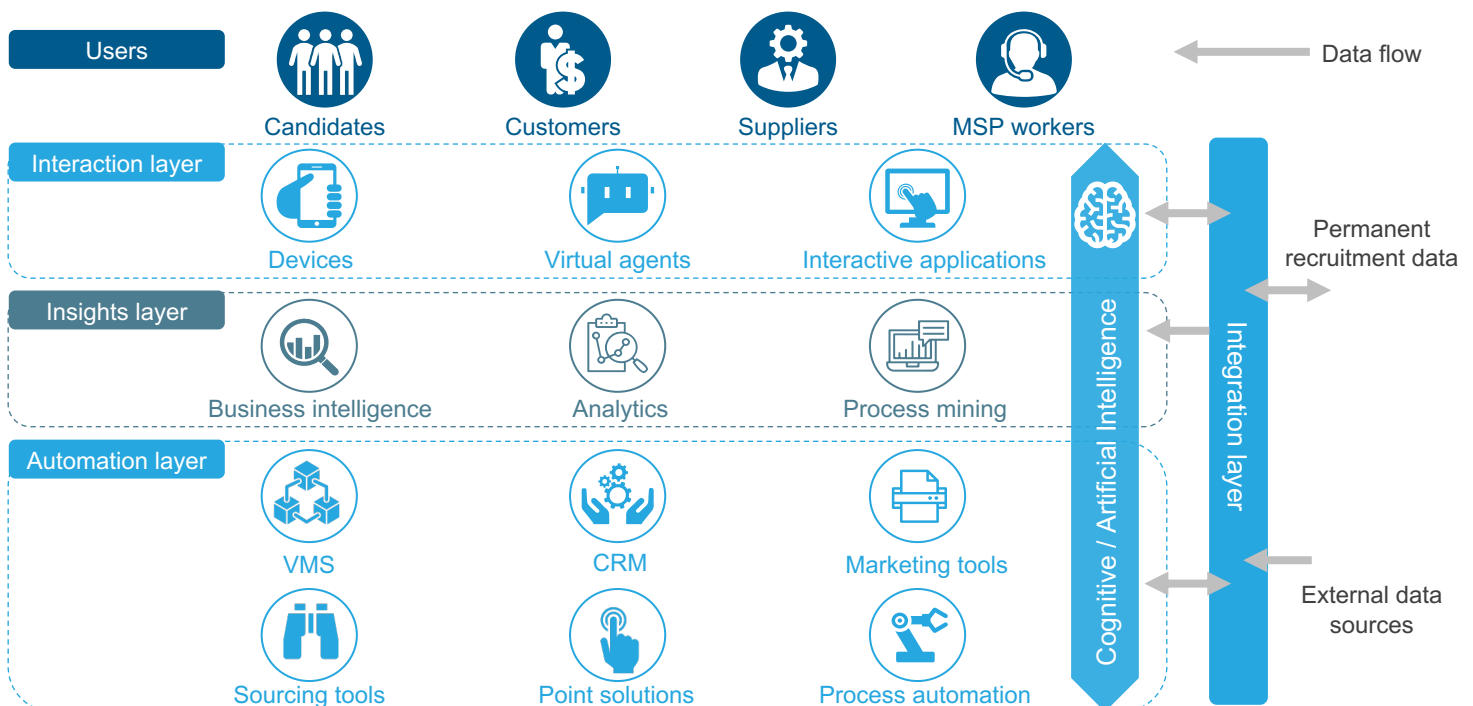 Users
Candidates
Customers
Suppliers
MSP workers
Data flow
Interaction layer
Devices
Virtual agents
Interactive applications
Permanent
recruitment data
Insights layer
Business intelligence
Analytics
Process mining
Automation layer
VMS
CRM
Marketing tools
Sourcing tools
Point solutions
Process automation
Cognitive / Artificial Intelligence
Integration layer
External data
sources